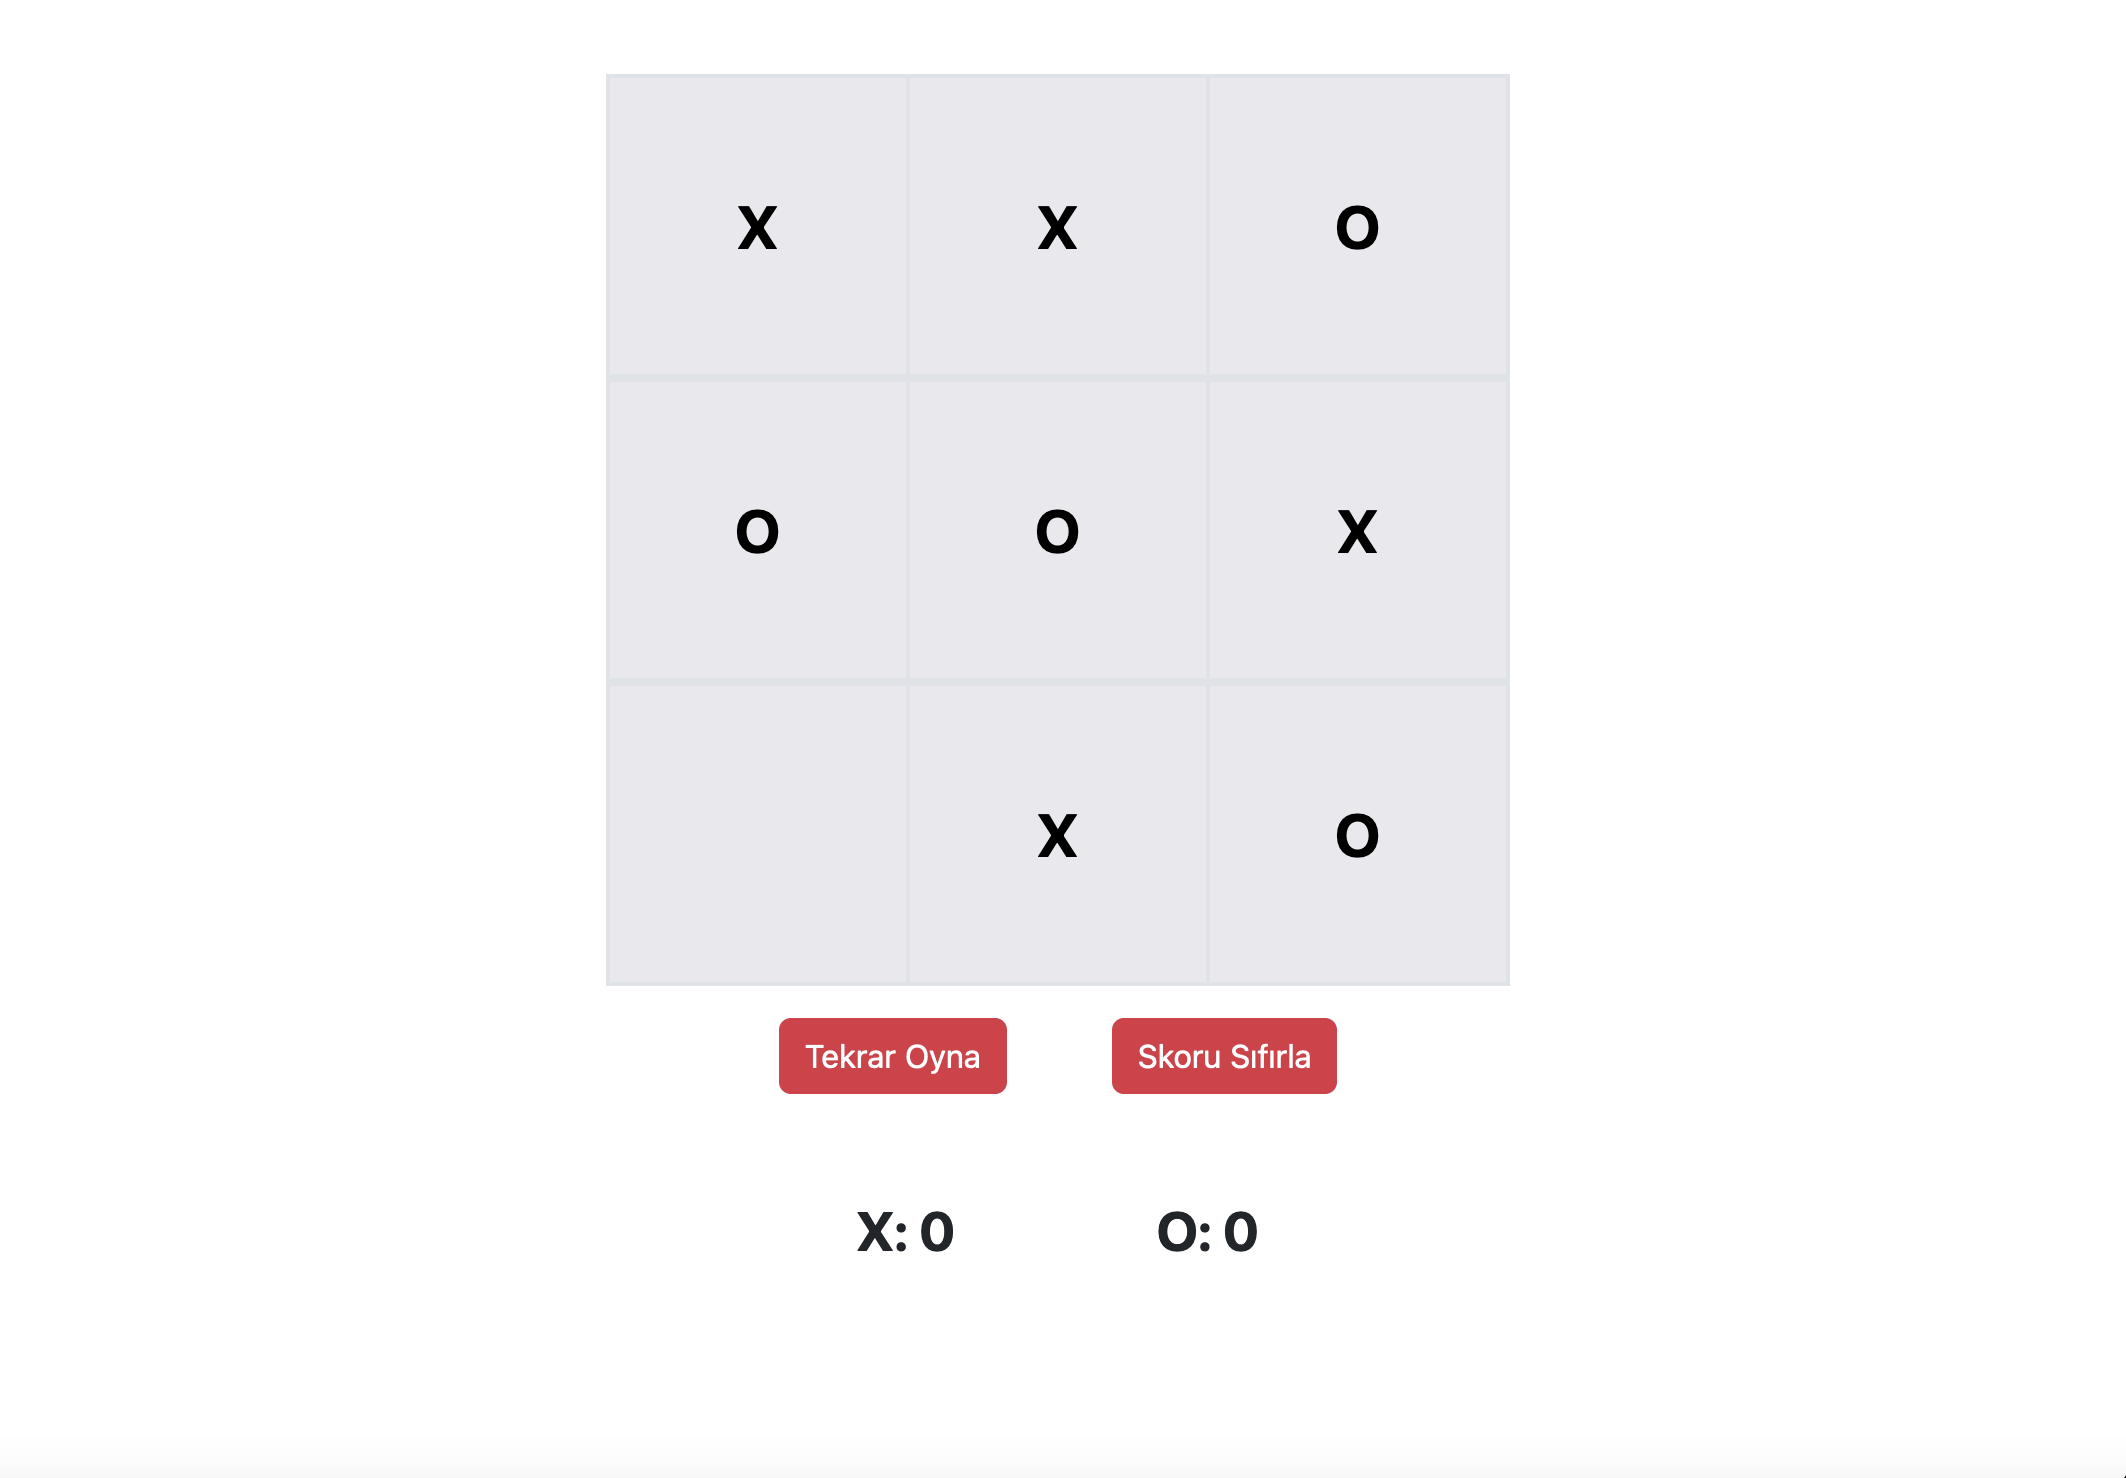 X X O
O O X
X O
Tekrar Oyna Skoru Sıfırla
X: 0 O: 0